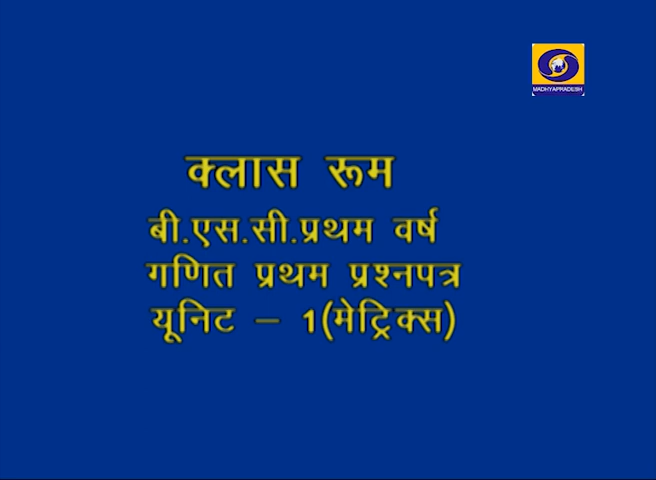 MADHYAPRADESH
क्लास रूम
बी.एस.सी.प्रथम वर्ष
गणित प्रथम प्रश्नपत्र
यूनिट – 1(मेट्रिक्स)